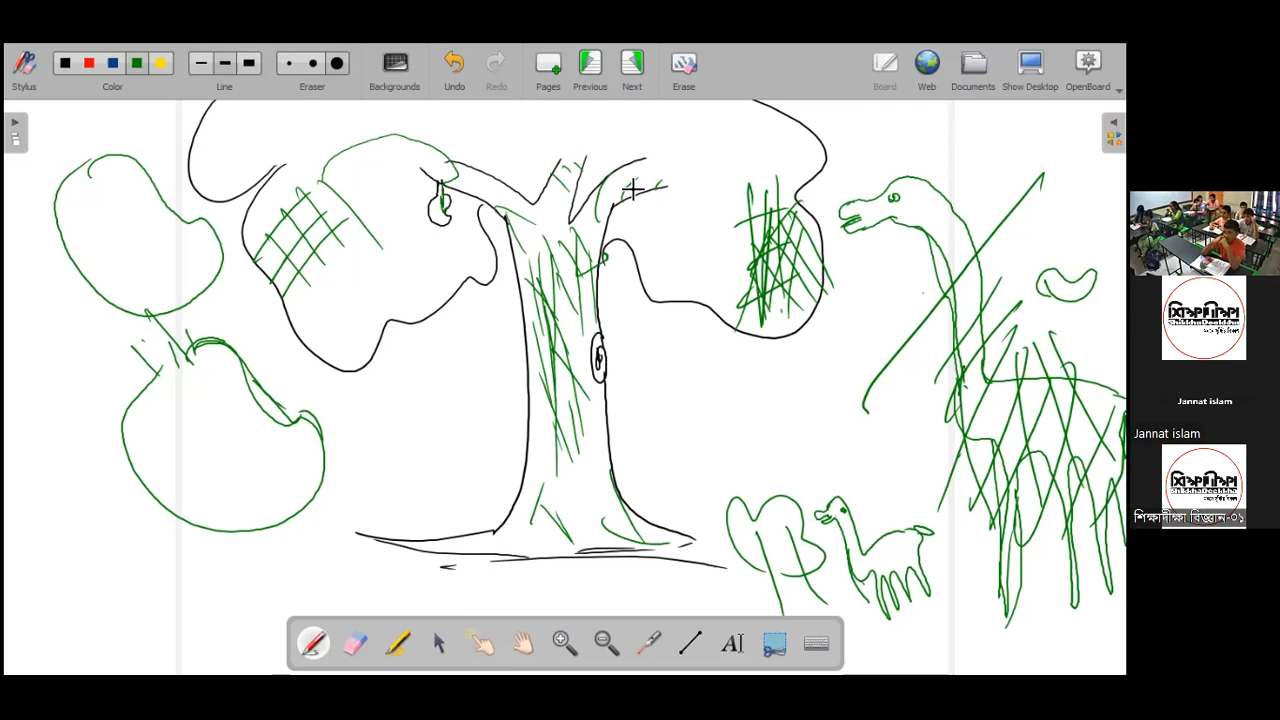 Stylus
Color
Line
Eraser
Backgrounds
Undo
Redo
Pages
Previous
Next
Erase
Board
Web
Documents
Show Desktop
OpenBoard
শিক্ষাদীক্ষা
ShikkhaDeekkha
Jannat islam
Jannat islam
শিক্ষাদীক্ষা
শিক্ষাদীক্ষা বিজ্ঞান-০১